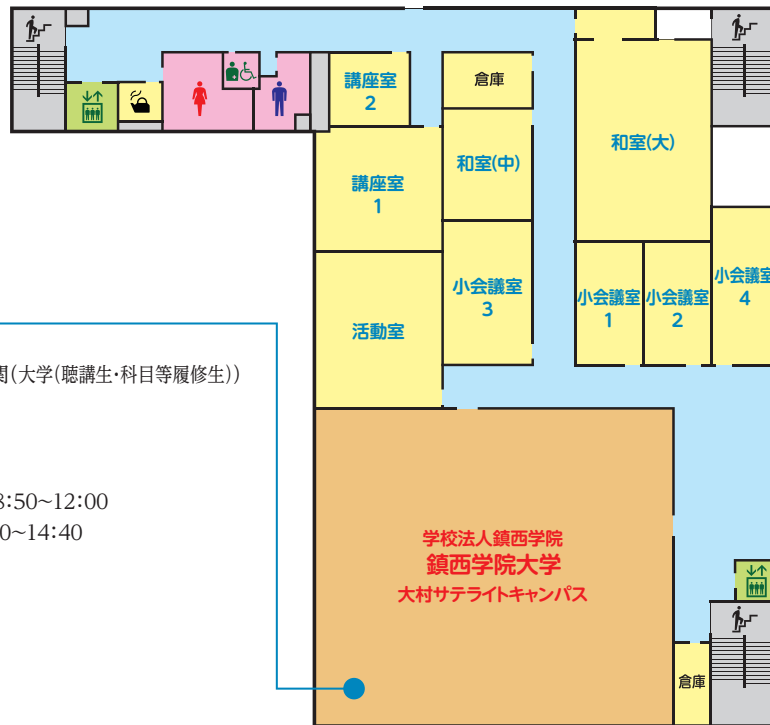 講座室
2
倉庫
和室(大)
和室(中)
講座室
1
小会議室
3
小会議室
1
小会議室
2
小会議室
4
活動室
(大学(聴講生・科目等履修生))
:50~12:00
0~14:40
学校法人鎮西学院
鎮西学院大学
大村サテライトキャンパス
倉庫